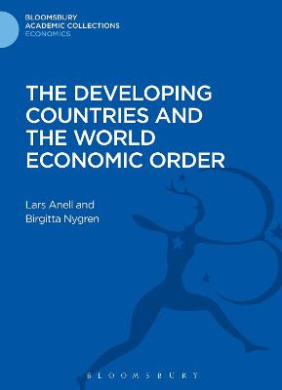 BLOOMSBURY
ACADEMIC COLLECTIONS
ECONOMICS
THE DEVELOPING
COUNTRIES AND
THE WORLD
ECONOMIC ORDER
Lars Anell and
Birgitta Nygren
BLOOMSBURY